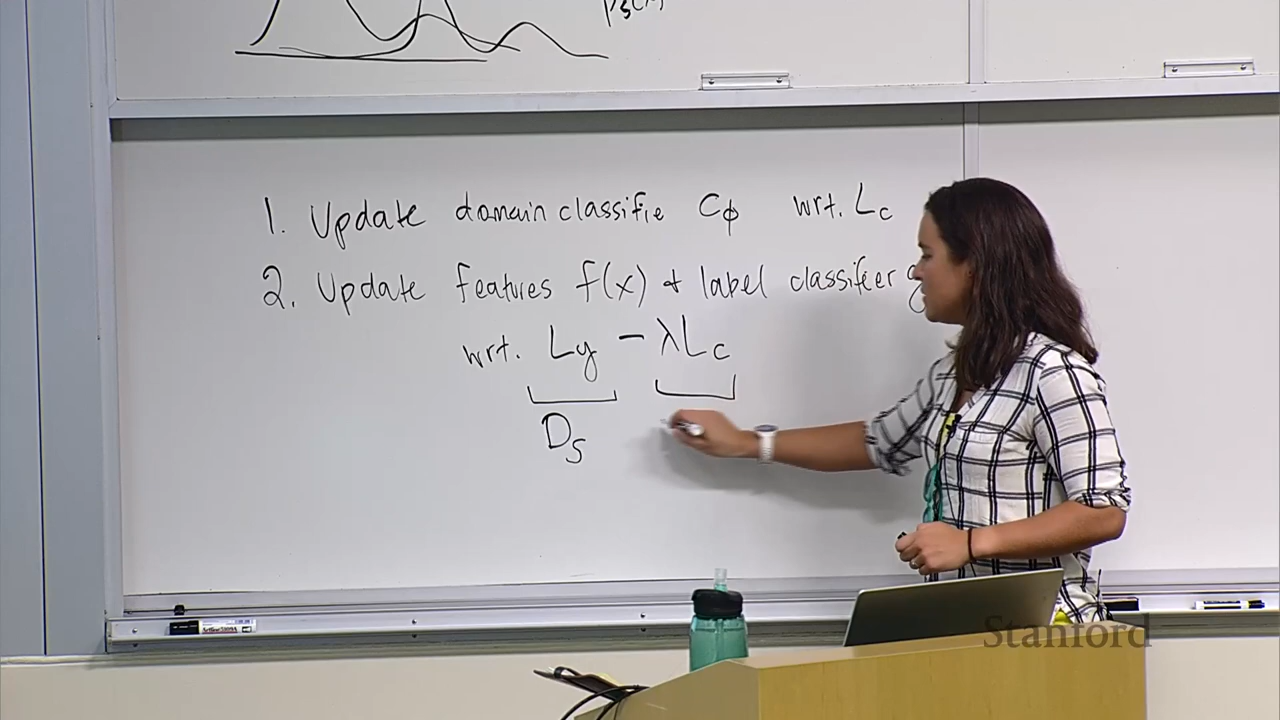 1. Update domain classifie Cϕ wrt. Lc
2. Update features f(x) + label classifier g
wrt. Ly - λLc
Ds
Stanford